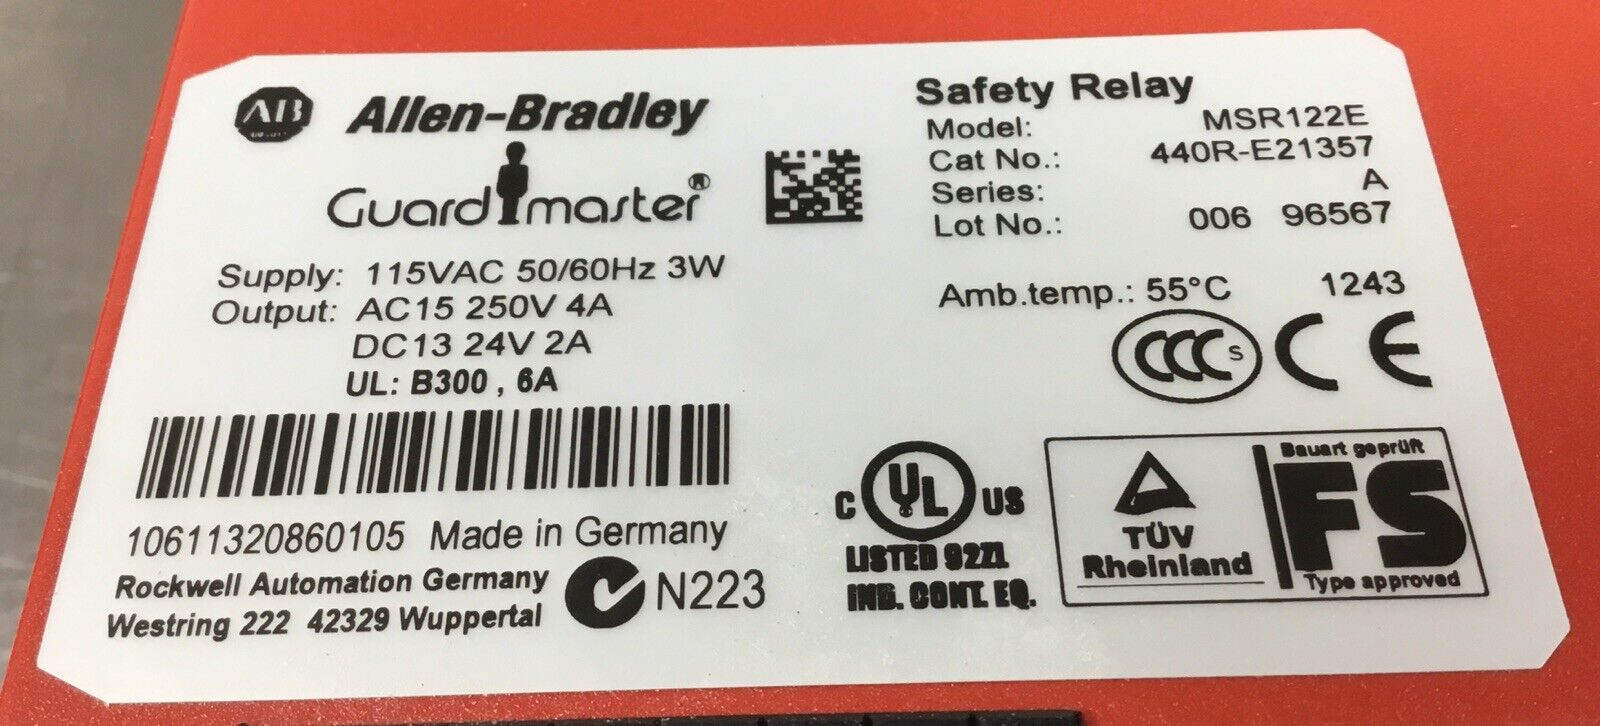 AB
Allen-Bradley
Guardmaster®
Supply: 115VAC 50/60Hz 3W
Output: AC15 250V 4A
DC13 24V 2A
UL: B300 , 6A
10611320860105 Made in Germany
Rockwell Automation Germany
Westring 222 42329 Wuppertal
N223
Safety Relay
Model: MSR122E
Cat No.: 440R-E21357
Series: A
Lot No.: 006 96567
Amb.temp.: 55°C 1243
CCC S CE
C UL US
LISTED 92Z1
IND. CONT. EQ.
TÜV
Rheinland
Bauart geprüft
FS
Type approved